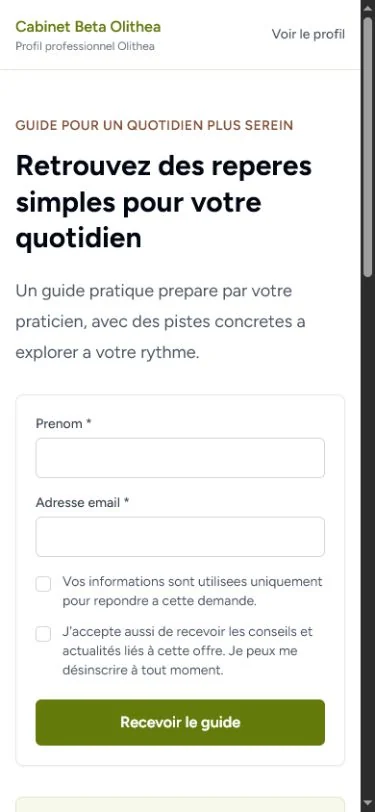 Cabinet Beta Olithea
Profil professionnel Olithea
Voir le profil
GUIDE POUR UN QUOTIDIEN PLUS SEREIN
Retrouvez des reperes
simples pour votre
quotidien
Un guide pratique prepare par votre
praticien, avec des pistes concretes a
explorer a votre rythme.
Prenom *
Adresse email *
Vos informations sont utilisees uniquement
pour repondre a cette demande.
J'accepte aussi de recevoir les conseils et
actualités liés à cette offre. Je peux me
désinscrire à tout moment.
Recevoir le guide